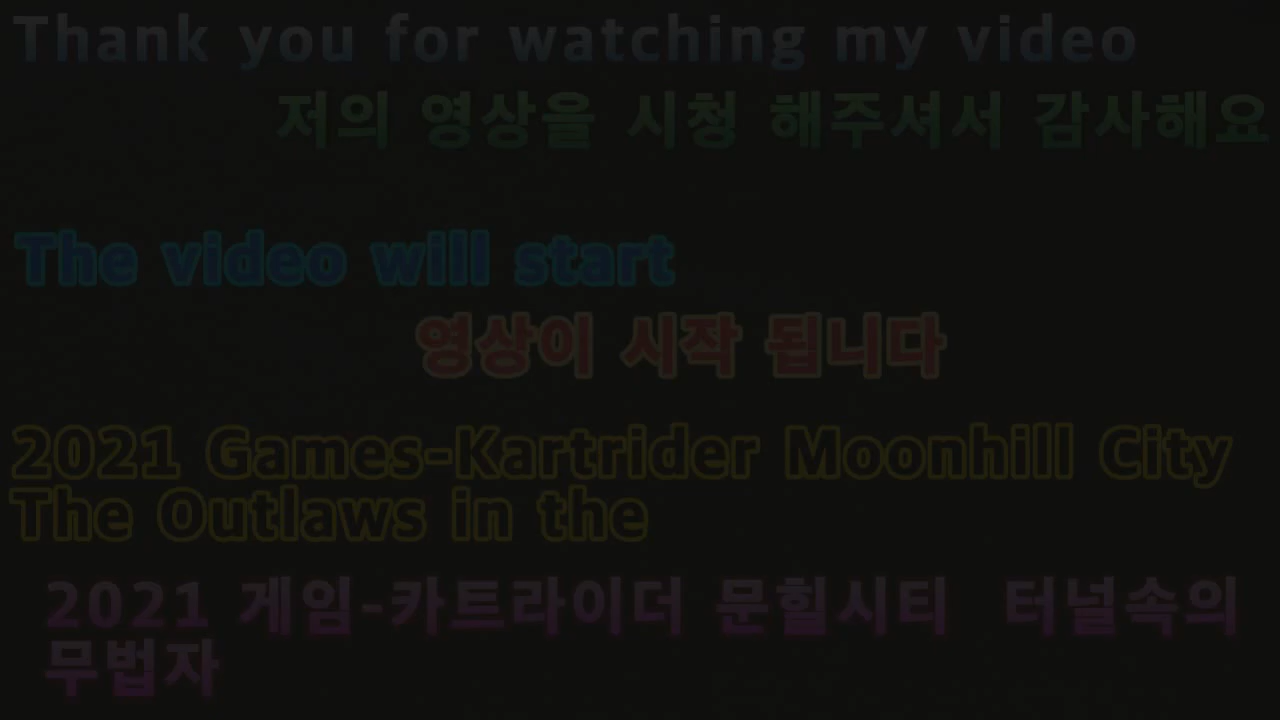 Thank you for watching my video
저의 영상을 시청 해주셔서 감사해요
The video will start
영상이 시작 됩니다
2021 Games-Kartrider Moonhill City
The Outlaws in the
2021 게임-카트라이더 문힐시티 터널속의
무법자